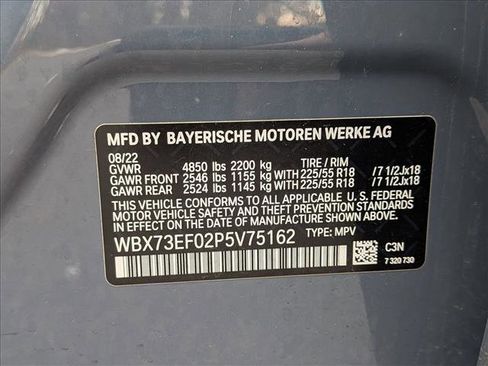 MFD BY BAYERISCHE MOTOREN WERKE AG
08/22
GVWR 4850 lbs 2200 kg TIRE / RIM
GAWR FRONT 2546 lbs 1155 kg WITH 225/55 R18 /7 1/2Jx18
GAWR REAR 2524 lbs 1145 kg WITH 225/55 R18 /7 1/2Jx18
THIS VEHICLE CONFORMS TO ALL APPLICABLE U. S. FEDERAL
MOTOR VEHICLE SAFETY, BUMPER, AND THEFT PREVENTION
STANDARDS IN EFFECT ON THE DATE OF MANUFACTURE SHOWN ABOVE.
WBX73EF02P5V75162 TYPE: MPV
C3N
7 320 730